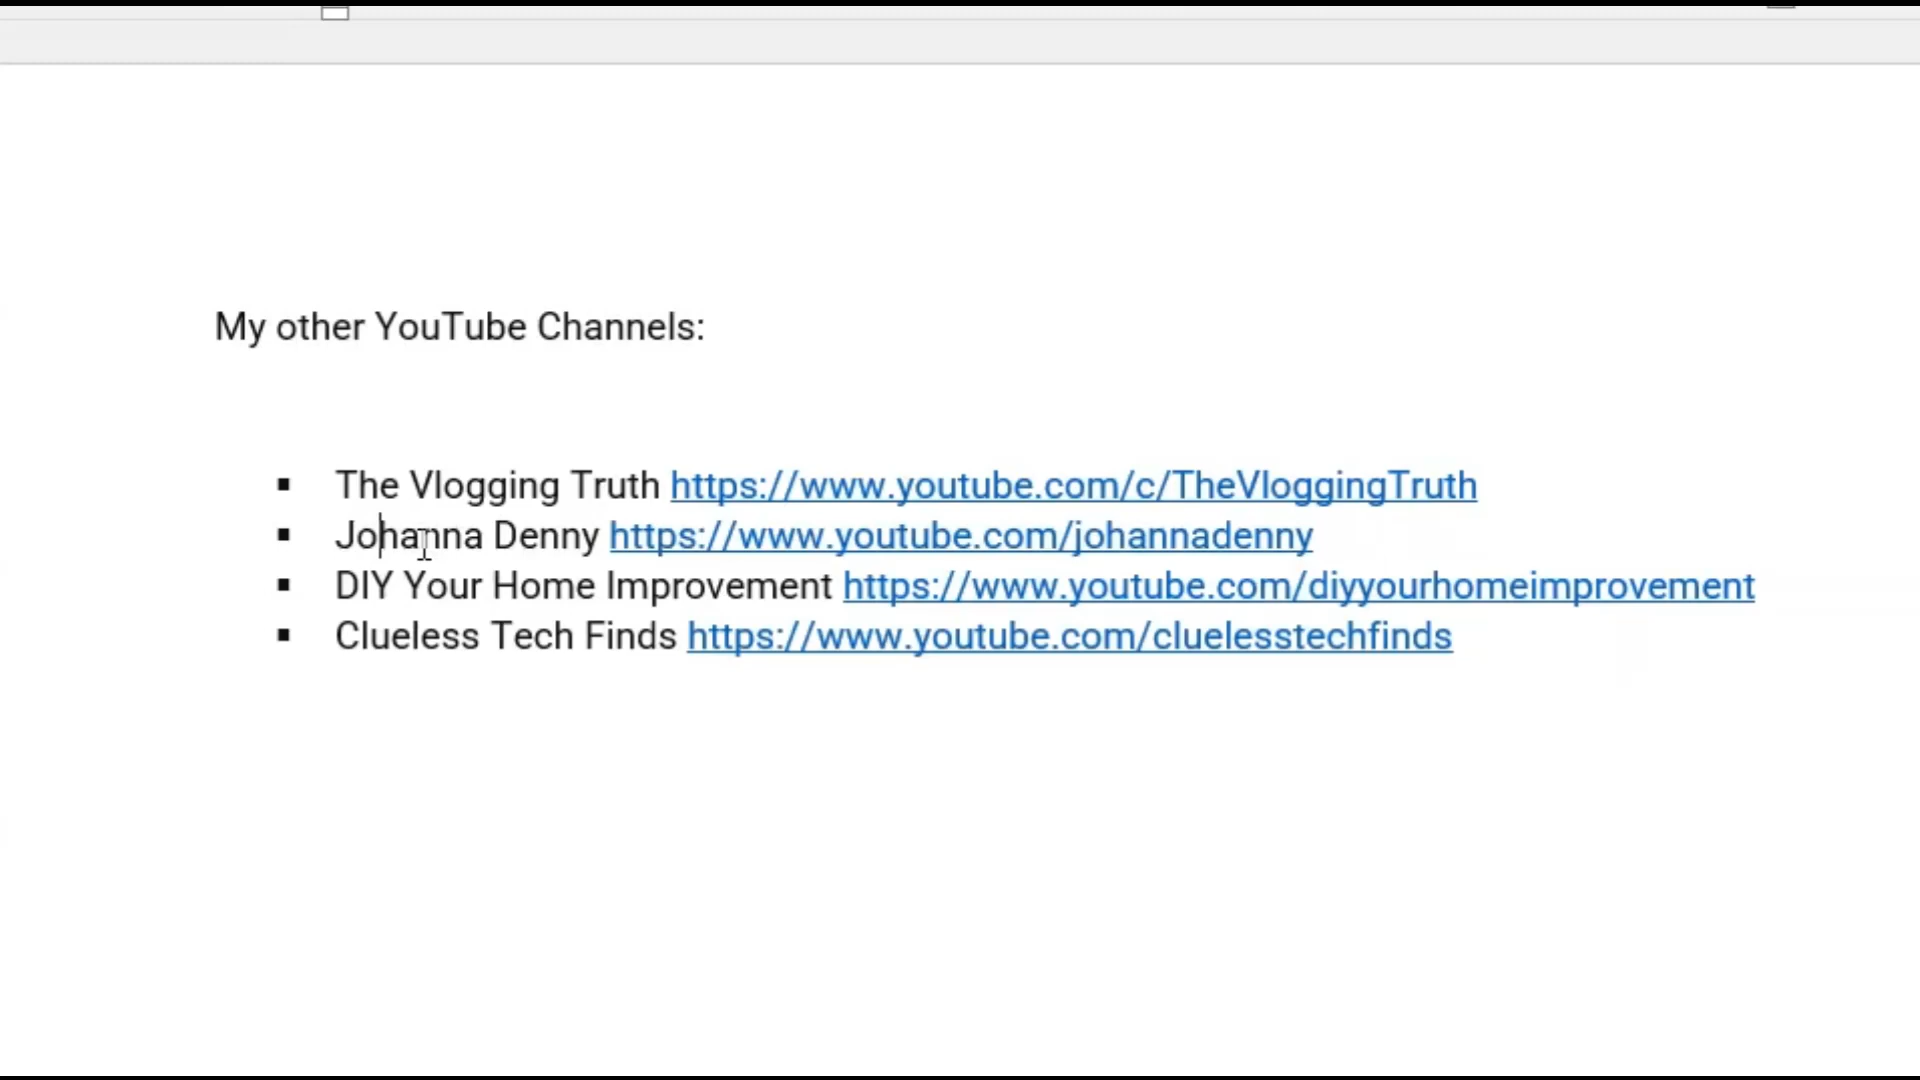 My other YouTube Channels:
▪ The Vlogging Truth https://www.youtube.com/c/TheVloggingTruth
▪ Johanna Denny https://www.youtube.com/johannadenny
▪ DIY Your Home Improvement https://www.youtube.com/diyyourhomeimprovement
▪ Clueless Tech Finds https://www.youtube.com/cluelesstechfinds